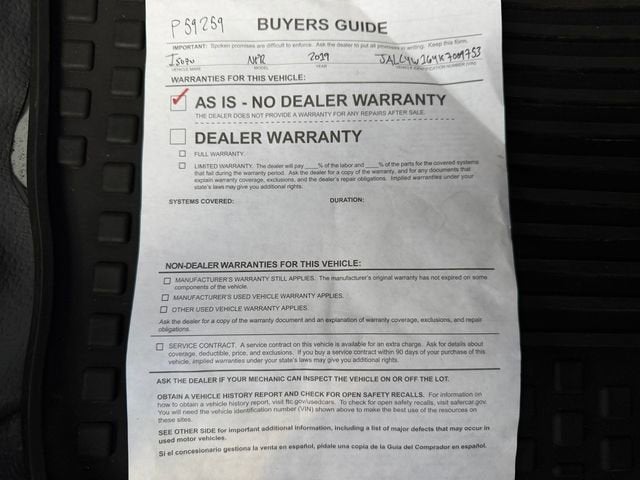 P59259
BUYERS GUIDE
IMPORTANT: Spoken promises are difficult to enforce. Ask the dealer to put all promises in writing. Keep this form.
Isuzu NPR 2019
VEHICLE MAKE MODEL YEAR VEHICLE IDENTIFICATION NUMBER (VIN)
WARRANTIES FOR THIS VEHICLE:
AS IS - NO DEALER WARRANTY
THE DEALER DOES NOT PROVIDE A WARRANTY FOR ANY REPAIRS AFTER SALE.
DEALER WARRANTY
FULL WARRANTY.
LIMITED WARRANTY. The dealer will pay ____% of the labor and ____% of the parts for the covered systems
that fail during the warranty period. Ask the dealer for a copy of the warranty, and for any documents that
explain warranty coverage, exclusions, and the dealer's repair obligations. Implied warranties under your
state's laws may give you additional rights.
SYSTEMS COVERED: DURATION:
NON-DEALER WARRANTIES FOR THIS VEHICLE:
MANUFACTURER'S WARRANTY STILL APPLIES. The manufacturer's original warranty has not expired on some
components of the vehicle.
MANUFACTURER'S USED VEHICLE WARRANTY APPLIES.
OTHER USED VEHICLE WARRANTY APPLIES.
Ask the dealer for a copy of the warranty document and an explanation of warranty coverage, exclusions, and repair
obligations.
SERVICE CONTRACT. A service contract on this vehicle is available for an extra charge. Ask for details about
coverage, deductible, price, and exclusions. If you buy a service contract within 90 days of your purchase of this
vehicle, implied warranties under your state's laws may give you additional rights.
ASK THE DEALER IF YOUR MECHANIC CAN INSPECT THE VEHICLE ON OR OFF THE LOT.
OBTAIN A VEHICLE HISTORY REPORT AND CHECK FOR OPEN SAFETY RECALLS. For information on
how to obtain a vehicle history report, visit ftc.gov/usedcars. To check for open safety recalls, visit safercar.gov.
You will need the vehicle identification number (VIN) shown above to make the best use of the resources on
these sites.
SEE OTHER SIDE for important additional information, including a list of major defects that may occur in
used motor vehicles.
Si el concesionario gestiona la venta en español, pídale una copia de la Guía del Comprador en español.